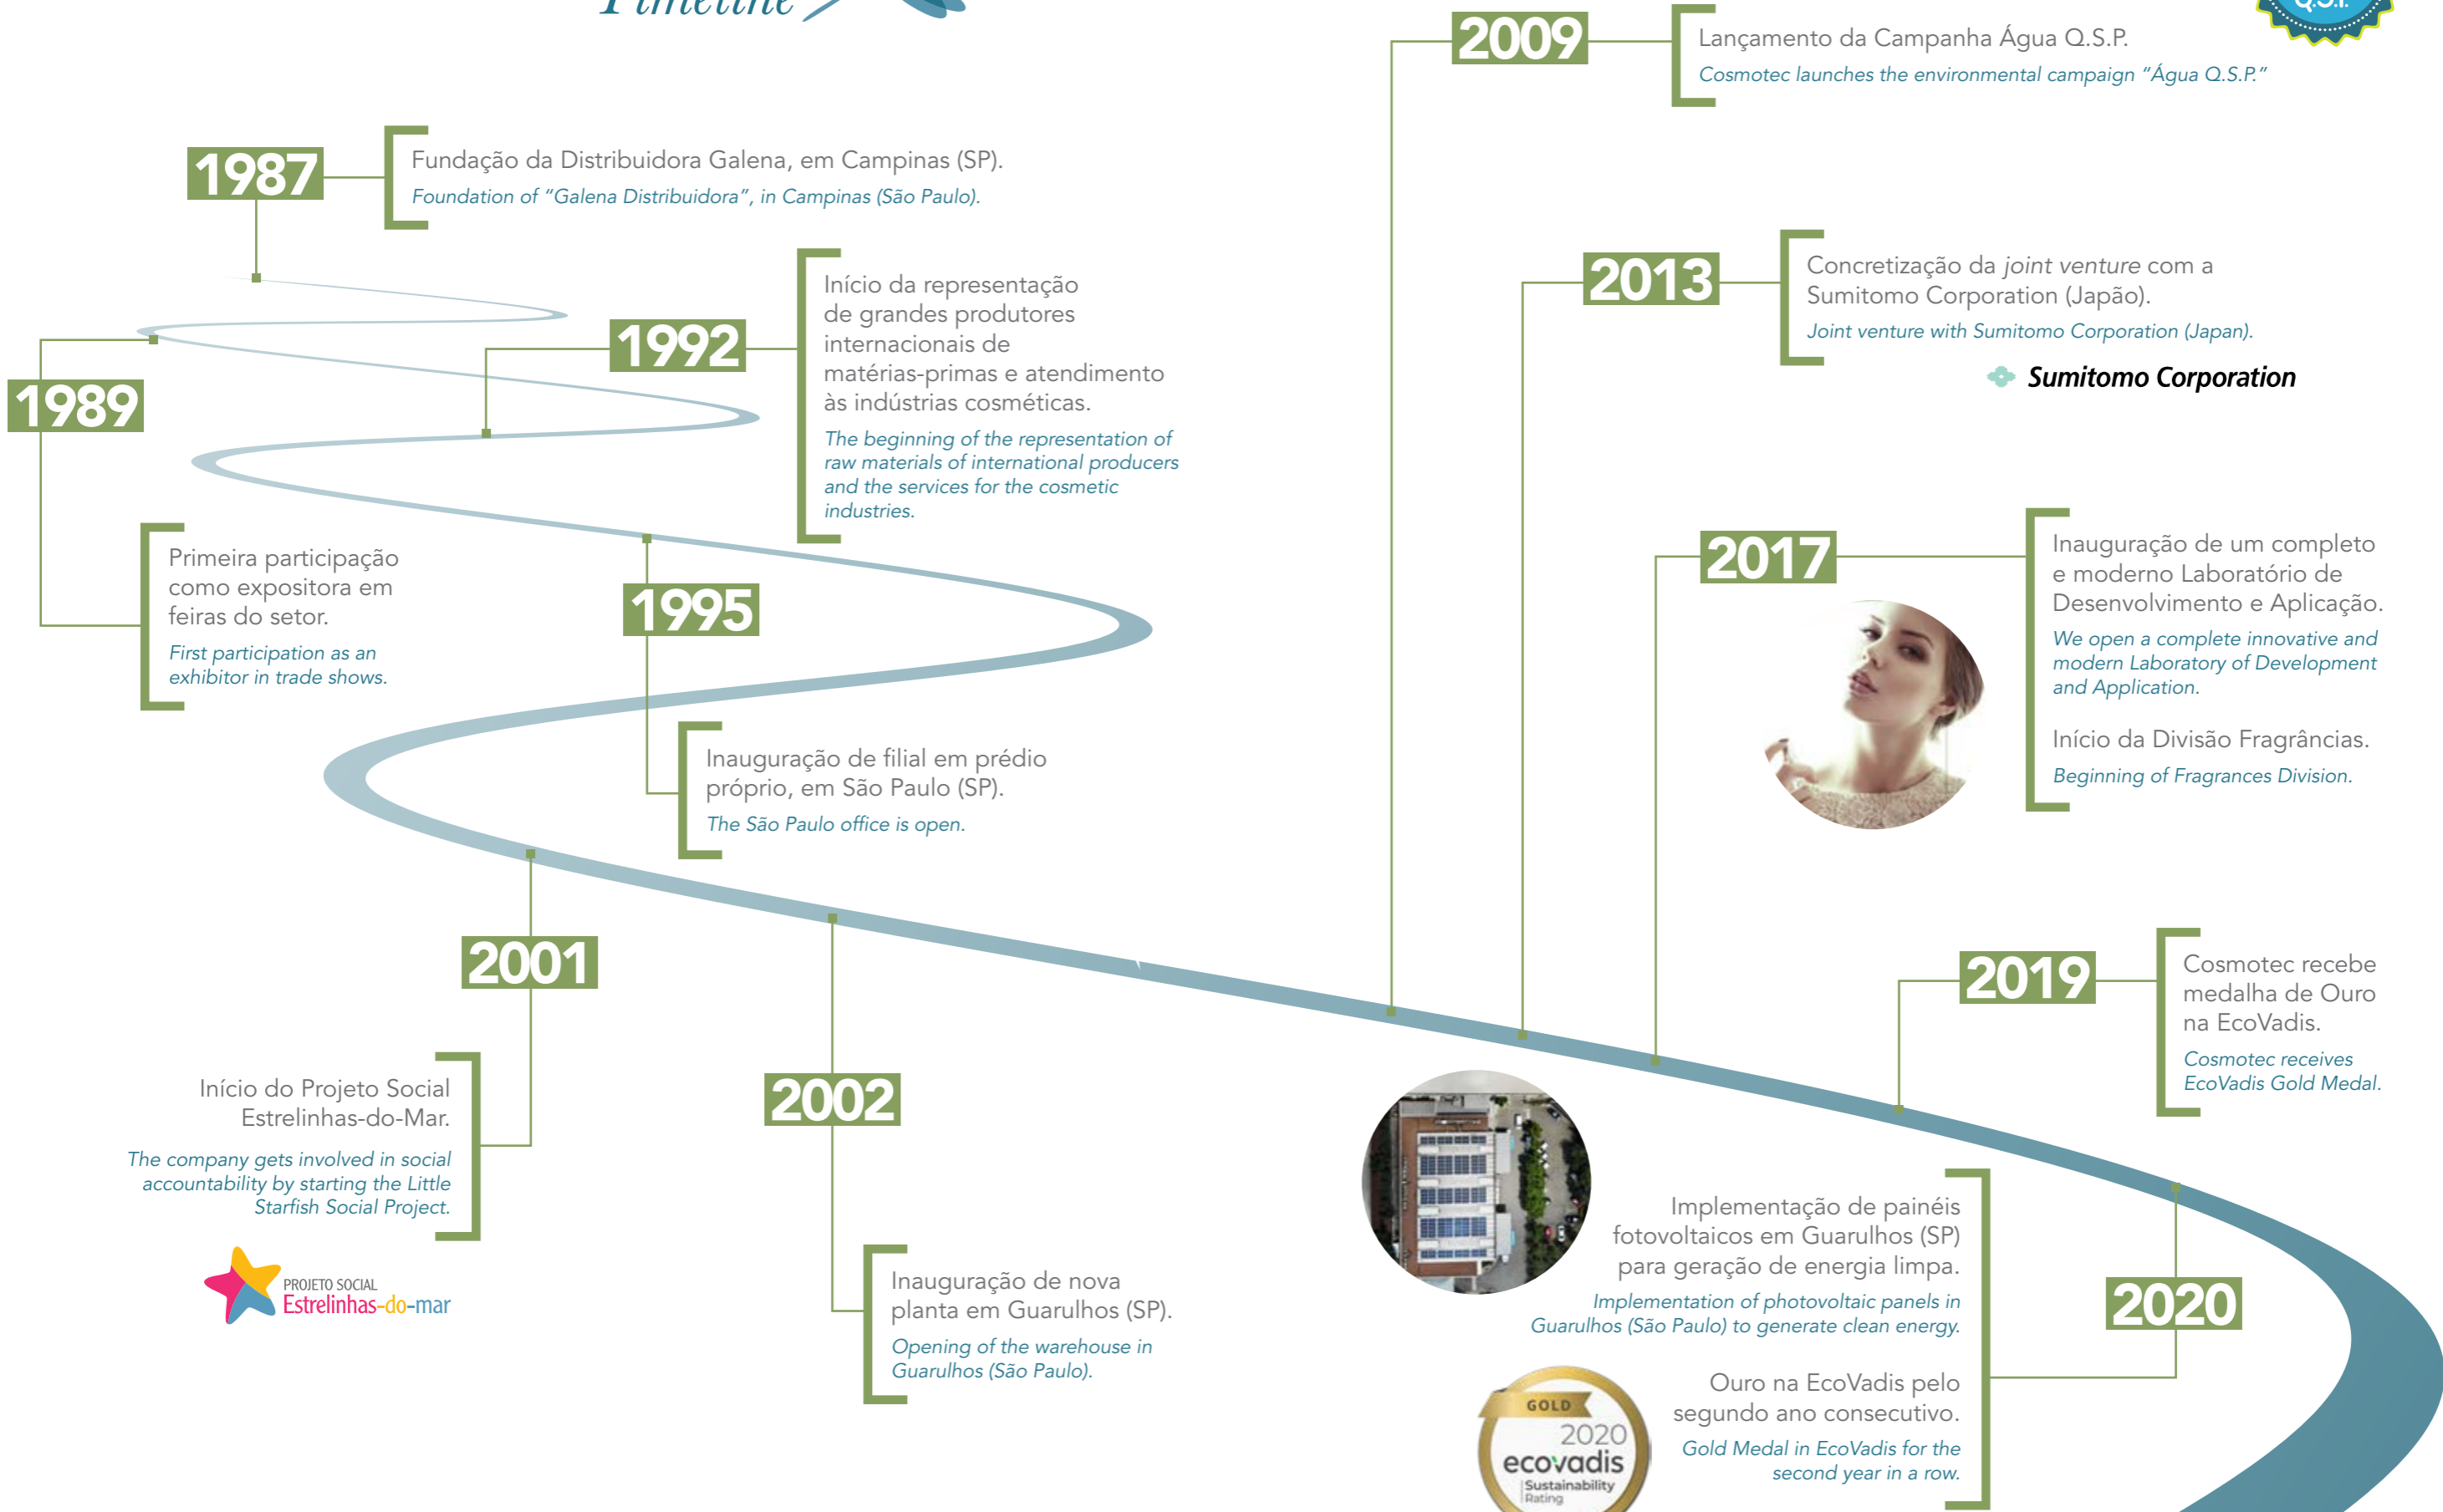 Timeline
1987
Fundação da Distribuidora Galena, em Campinas (SP).
Foundation of “Galena Distribuidora”, in Campinas (São Paulo).
1989
Primeira participação
como expositora em
feiras do setor.
First participation as an
exhibitor in trade shows.
1992
Início da representação
de grandes produtores
internacionais de
matérias-primas e atendimento
às indústrias cosméticas.
The beginning of the representation of
raw materials of international producers
and the services for the cosmetic
industries.
1995
Inauguração de filial em prédio
próprio, em São Paulo (SP).
The São Paulo office is open.
2001
Início do Projeto Social
Estrelinhas-do-Mar.
The company gets involved in social
accountability by starting the Little
Starfish Social Project.
PROJETO SOCIAL
Estrelinhas-do-mar
2002
Inauguração de nova
planta em Guarulhos (SP).
Opening of the warehouse in
Guarulhos (São Paulo).
2009
Lançamento da Campanha Água Q.S.P.
Cosmotec launches the environmental campaign “Água Q.S.P.”
Q.S.P.
2013
Concretização da joint venture com a
Sumitomo Corporation (Japão).
Joint venture with Sumitomo Corporation (Japan).
Sumitomo Corporation
2017
Inauguração de um completo
e moderno Laboratório de
Desenvolvimento e Aplicação.
We open a complete innovative and
modern Laboratory of Development
and Application.
Início da Divisão Fragrâncias.
Beginning of Fragrances Division.
2019
Cosmotec recebe
medalha de Ouro
na EcoVadis.
Cosmotec receives
EcoVadis Gold Medal.
2020
Implementação de painéis
fotovoltaicos em Guarulhos (SP)
para geração de energia limpa.
Implementation of photovoltaic panels in
Guarulhos (São Paulo) to generate clean energy.
Ouro na EcoVadis pelo
segundo ano consecutivo.
Gold Medal in EcoVadis for the
second year in a row.
GOLD
2020
ecovadis
Sustainability
Rating